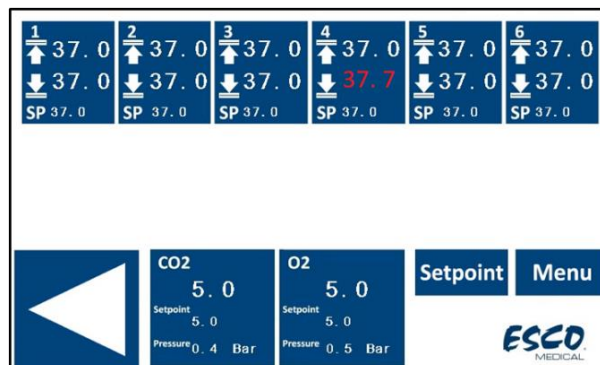 1 2 3 4 5 6
37. 0 37. 0 37. 0 37. 0 37. 0 37. 0
37. 0 37. 0 37. 0 37. 7 37. 0 37. 0
SP 37. 0 SP 37. 0 SP 37. 0 SP 37. 0 SP 37. 0 SP 37. 0
CO2 O2 Setpoint Menu
5. 0 5. 0
Setpoint Setpoint
5. 0 5. 0
Pressure 0. 4 Bar Pressure 0. 5 Bar
ESCO
MEDICAL